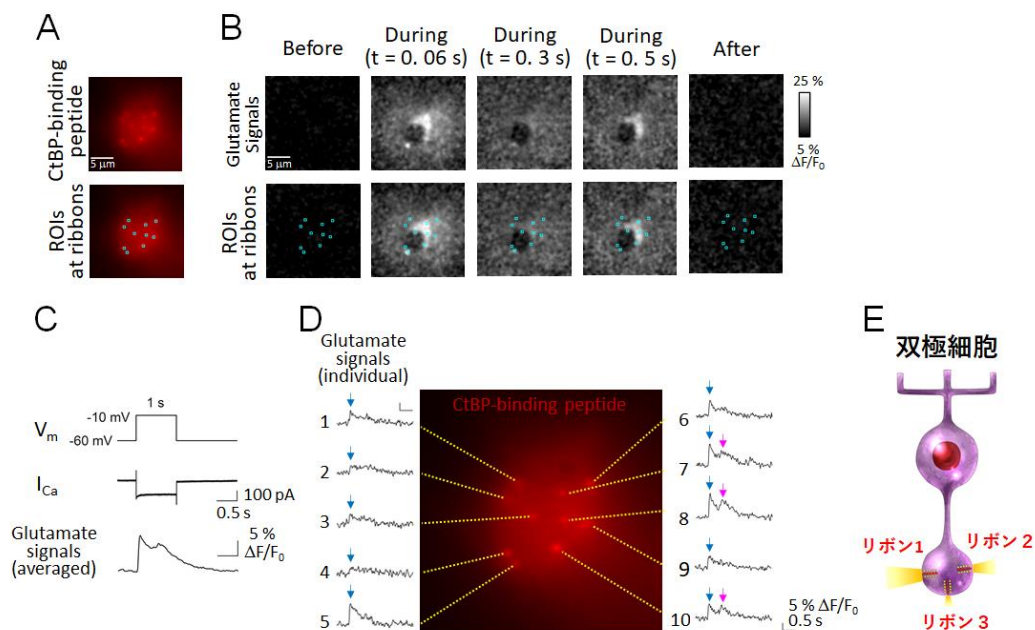 A
CtBP-binding
peptide
5 μm
ROIs
at ribbons
B
Before
During
(t = 0. 06 s)
During
(t = 0. 3 s)
During
(t = 0. 5 s)
After
Glutamate
Signals
5 μm
25 %
5 %
ΔF/F0
ROIs
at ribbons
C
1 s
-10 mV
Vm
-60 mV
ICa
100 pA
0.5 s
Glutamate
signals
(averaged)
5 %
ΔF/F0
D
Glutamate
signals
(individual)
CtBP-binding peptide
1
2
3
4
5
6
7
8
9
10
5 % ΔF/F0
0.5 s
E
双極細胞
リボン1
リボン2
リボン3